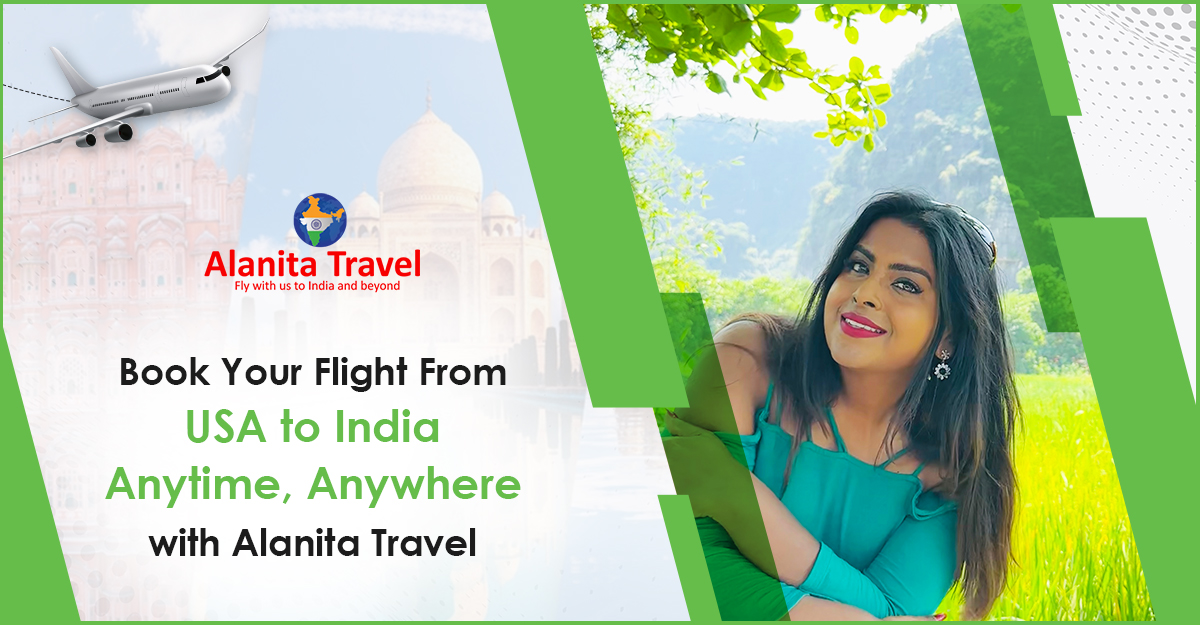 Alanita Travel
Fly with us to India and beyond
Book Your Flight From
USA to India
Anytime, Anywhere
with Alanita Travel